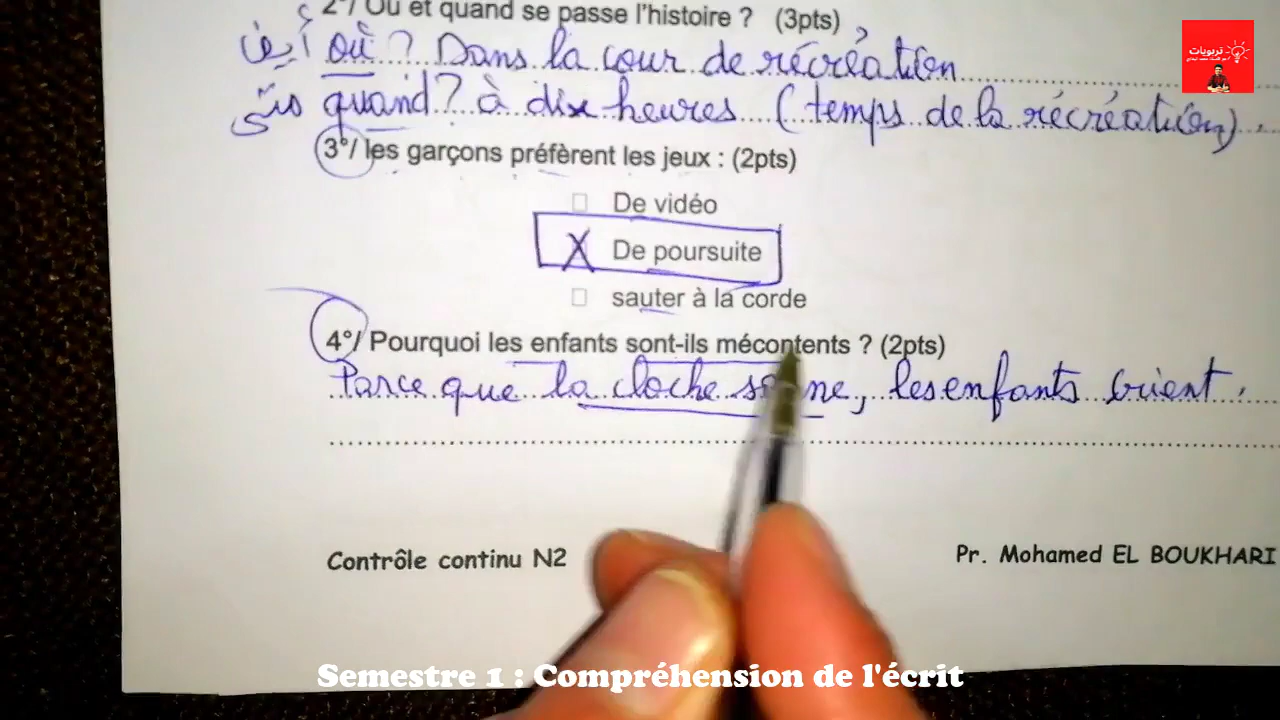 2°/ Où et quand se passe l'histoire ? (3pts)
أين où ? Dans la cour de récréation
متى quand ? à dix heures (temps de la récréation).
3°/ les garçons préfèrent les jeux : (2pts)
De vidéo
X De poursuite
sauter à la corde
4°/ Pourquoi les enfants sont-ils mécontents ? (2pts)
Parce que la cloche sonne, les enfants crient.
Contrôle continu N2
Pr. Mohamed EL BOUKHARI
Semestre 1 : Compréhension de l'écrit
تربويات